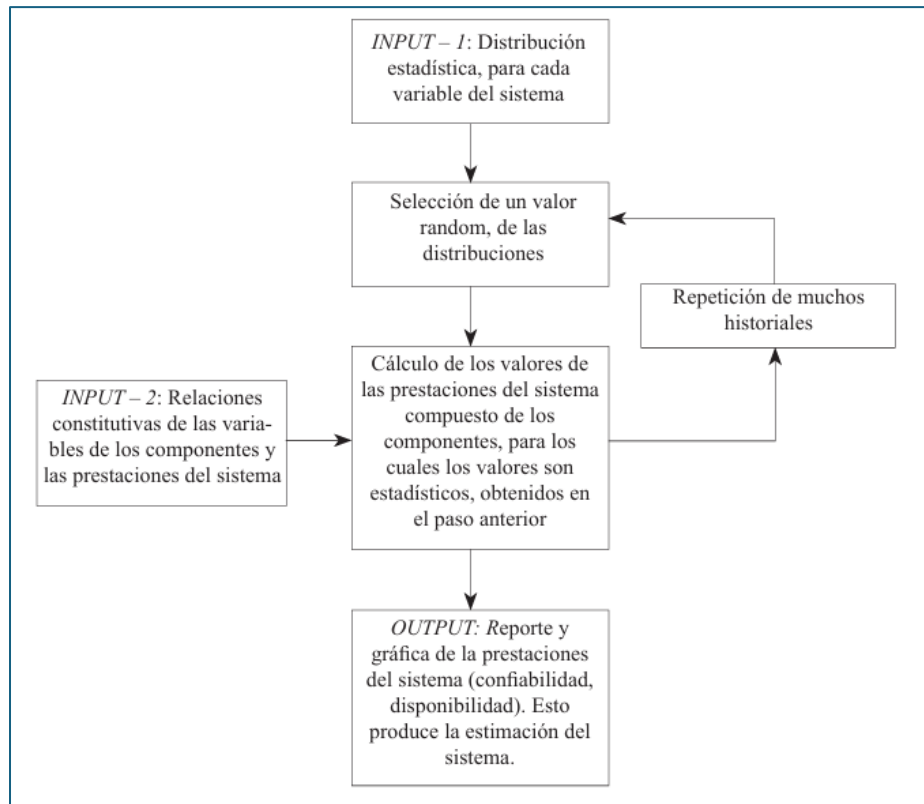 INPUT – 1: Distribución
estadística, para cada
variable del sistema
Selección de un valor
random, de las
distribuciones
Repetición de muchos
historiales
INPUT – 2: Relaciones
constitutivas de las varia-
bles de los componentes y
las prestaciones del sistema
Cálculo de los valores de
las prestaciones del sistema
compuesto de los
componentes, para los
cuales los valores son
estadísticos, obtenidos en
el paso anterior
OUTPUT: Reporte y
gráfica de la prestaciones
del sistema (confiabilidad,
disponibilidad). Esto
produce la estimación del
sistema.